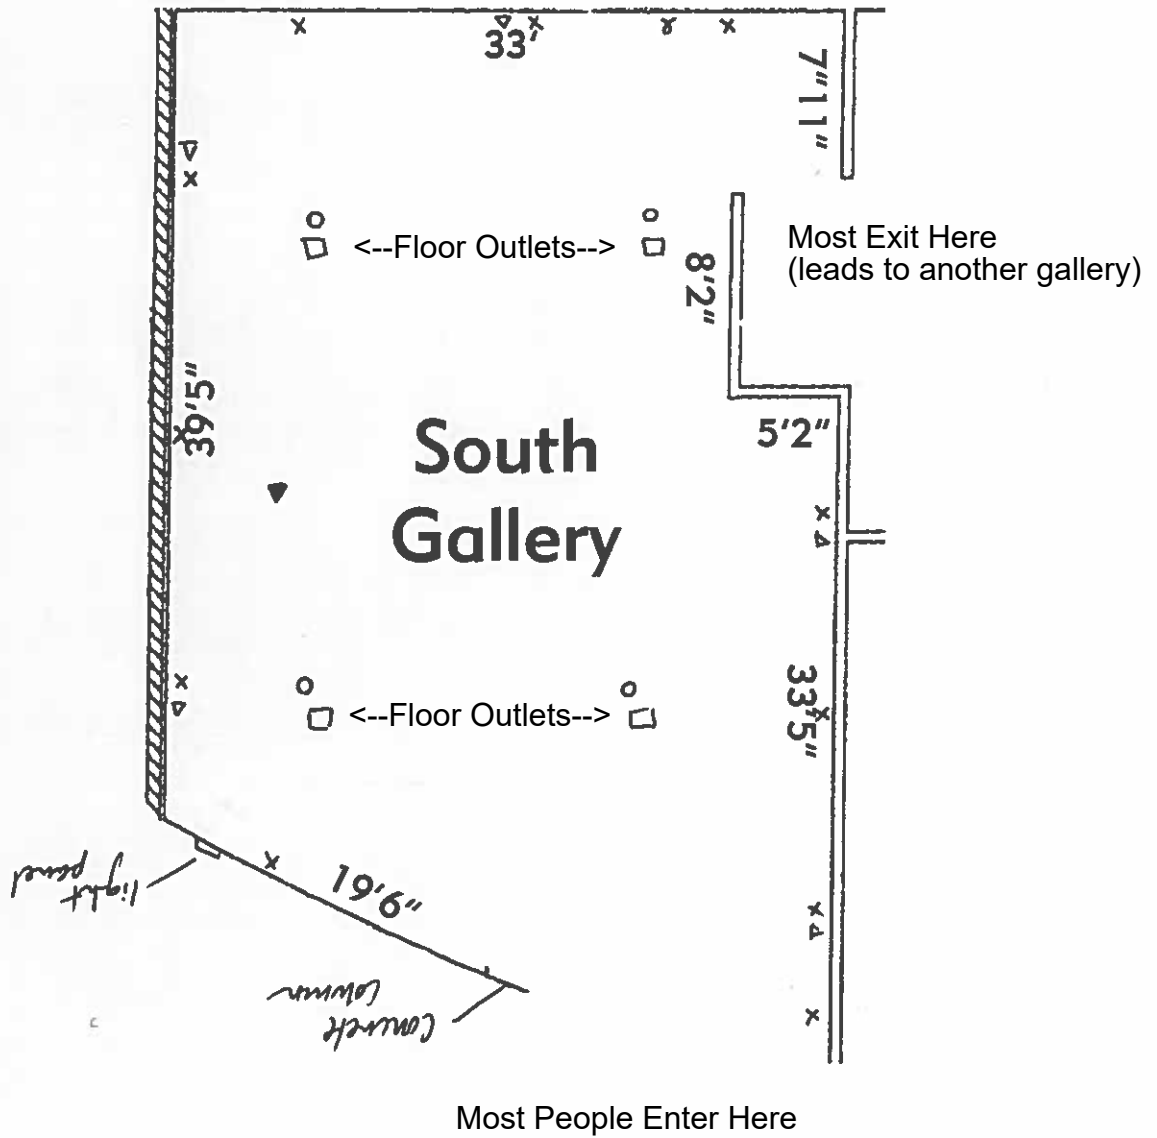 33'
7"11"
<--Floor Outlets-->
Most Exit Here
(leads to another gallery)
8'2"
39'5"
South
Gallery
5'2"
33'5"
<--Floor Outlets-->
light
panel
19'6"
Concrete
Column
Most People Enter Here